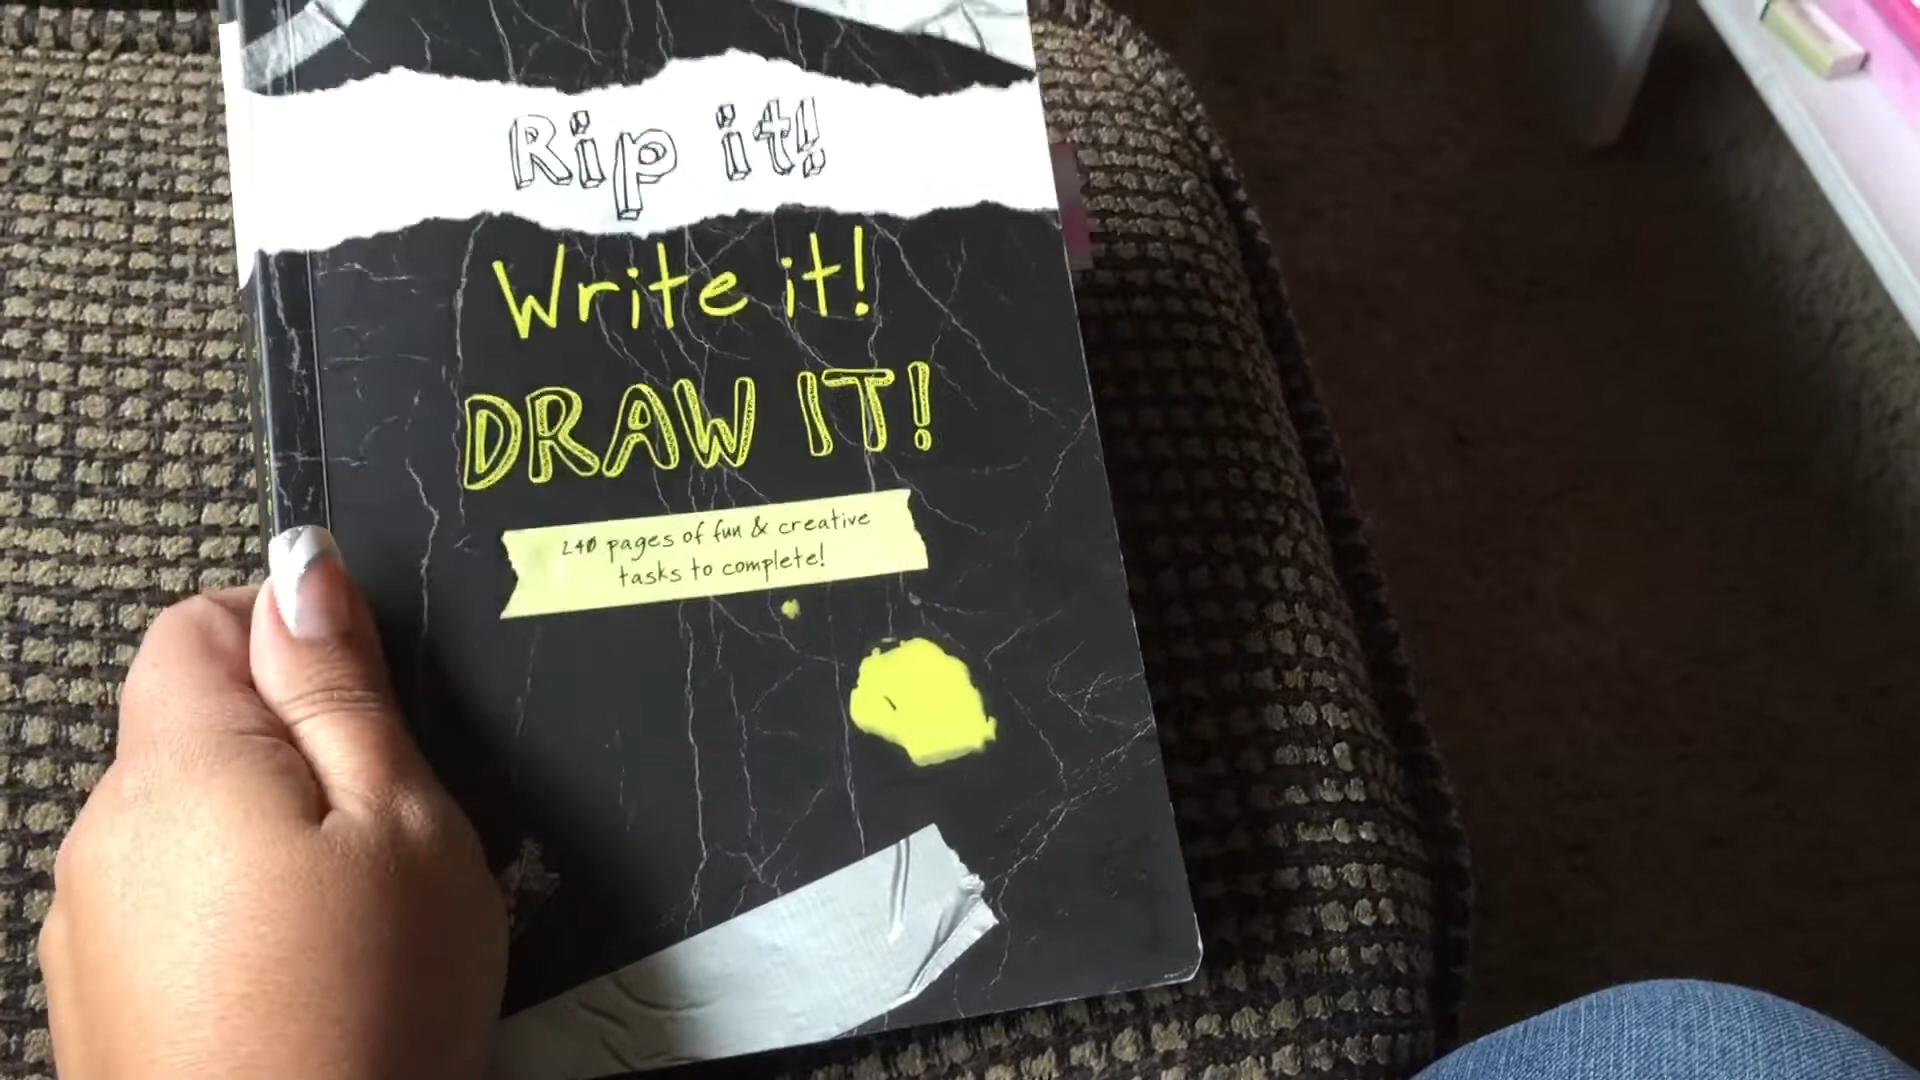 Rip it!
Write it!
DRAW IT!
240 pages of fun & creative
tasks to complete!